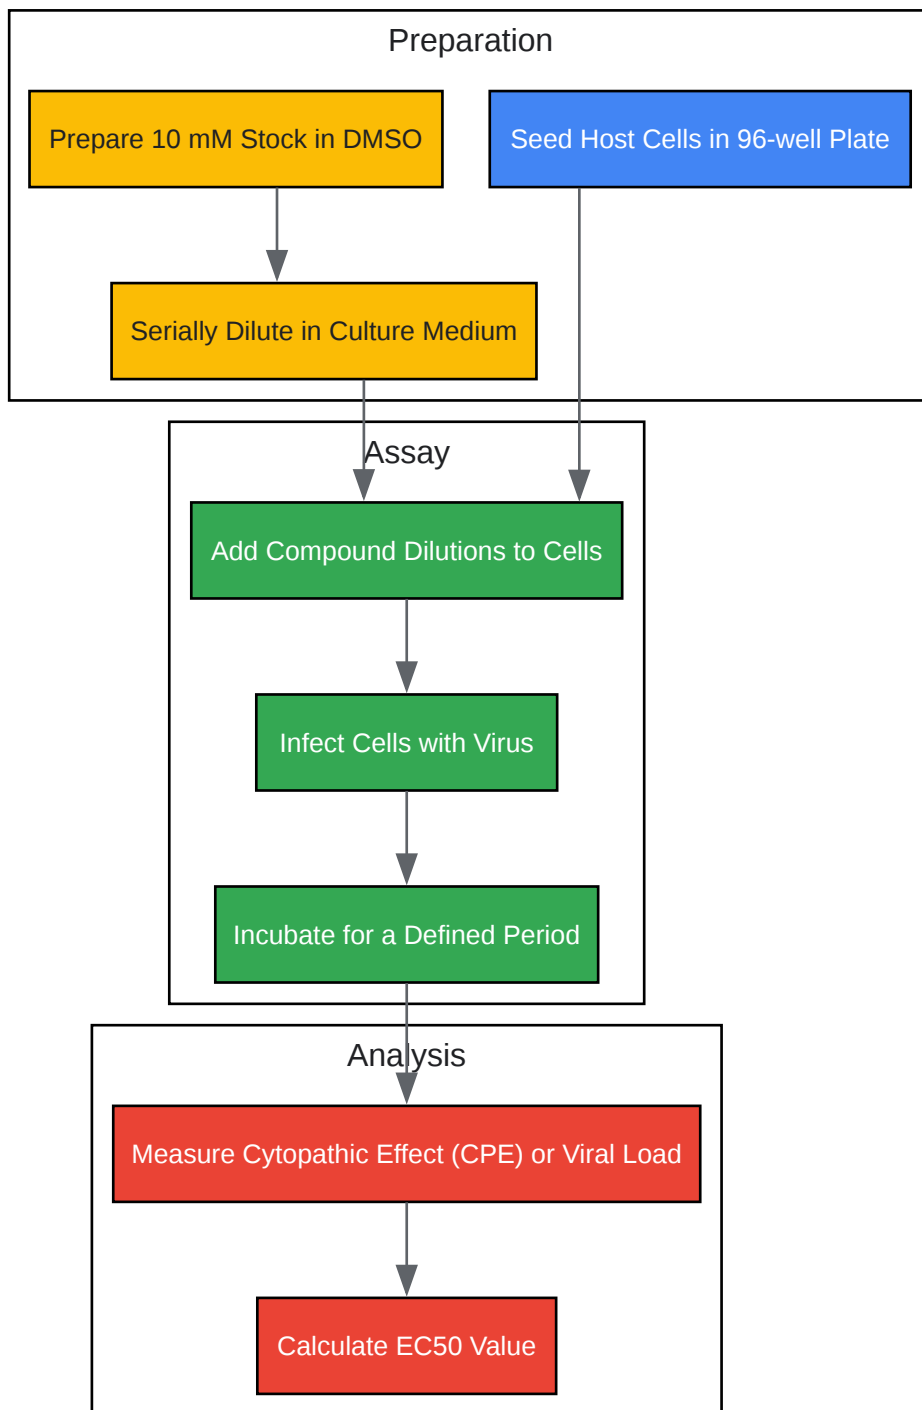 Preparation
Prepare 10 mM Stock in DMSO
Seed Host Cells in 96-well Plate
Serially Dilute in Culture Medium
Assay
Add Compound Dilutions to Cells
Infect Cells with Virus
Incubate for a Defined Period
Analysis
Measure Cytopathic Effect (CPE) or Viral Load
Calculate EC50 Value